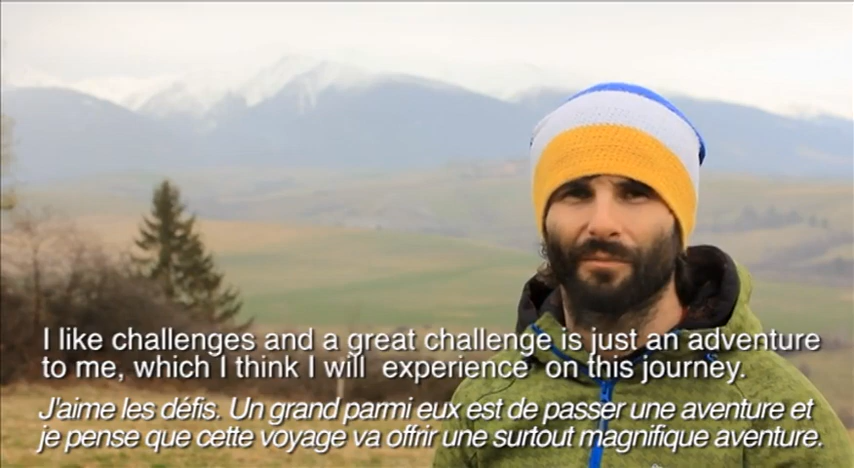 I like challenges and a great challenge is just an adventure
to me, which I think I will experience on this journey.
J'aime les défis. Un grand parmi eux est de passer une aventure et
je pense que cette voyage va offrir une surtout magnifique aventure.